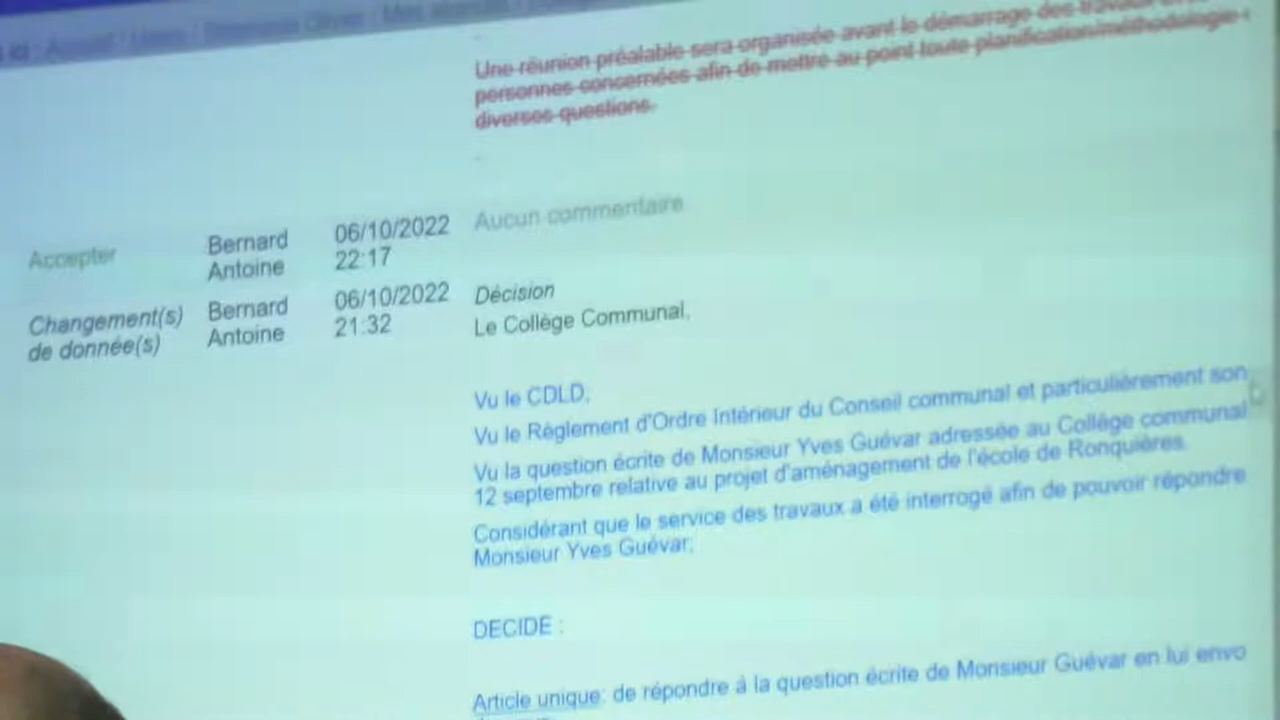 Une réunion préalable sera organisée avant le démarrage des travaux
personnes concernées afin de mettre au point toute planification/méthodologie
diverses questions.
Accepter
Bernard
Antoine
06/10/2022
22:17
Aucun commentaire
Changement(s)
de donnée(s)
Bernard
Antoine
06/10/2022
21:32
Décision
Le Collège Communal,
Vu le CDLD;
Vu le Règlement d'Ordre Intérieur du Conseil communal et particulièrement son
Vu la question écrite de Monsieur Yves Guévar adressée au Collège communal
12 septembre relative au projet d'aménagement de l'école de Ronquières.
Considérant que le service des travaux a été interrogé afin de pouvoir répondre
Monsieur Yves Guévar;
DECIDE :
Article unique: de répondre à la question écrite de Monsieur Guévar en lui envo